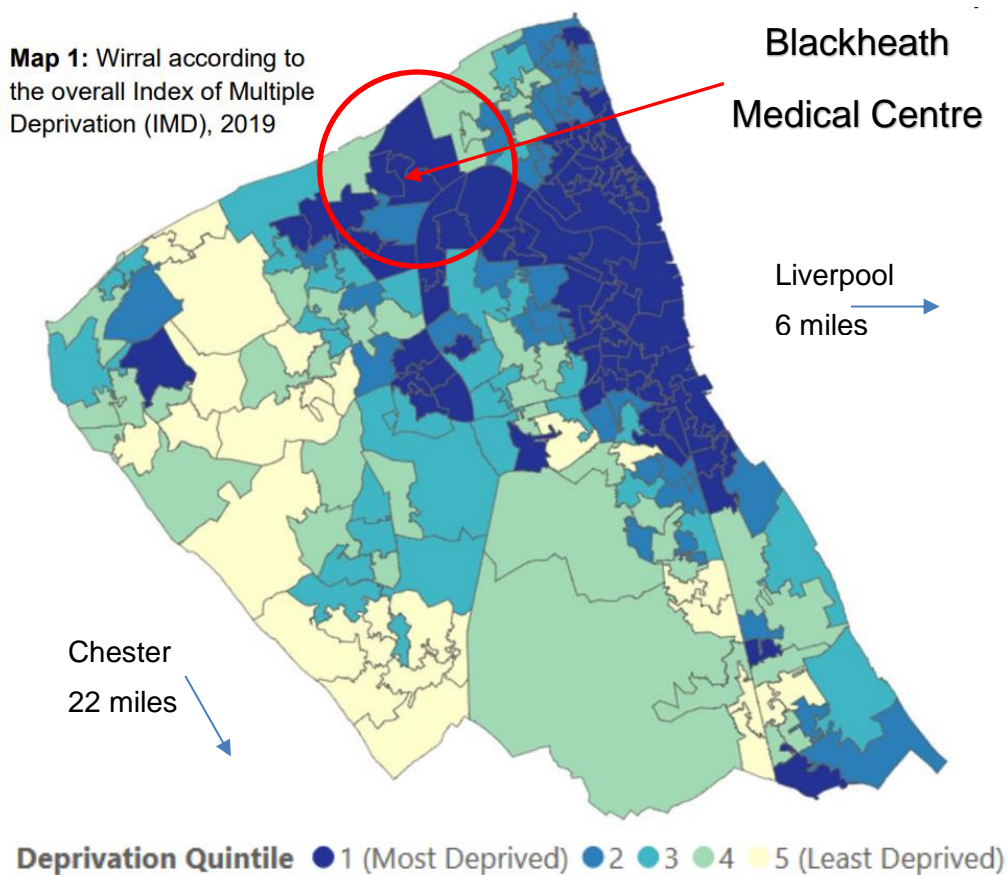 Map 1: Wirral according to
the overall Index of Multiple
Deprivation (IMD), 2019
Blackheath
Medical Centre
Liverpool
6 miles
Chester
22 miles
Deprivation Quintile 1 (Most Deprived) 2 3 4 5 (Least Deprived)